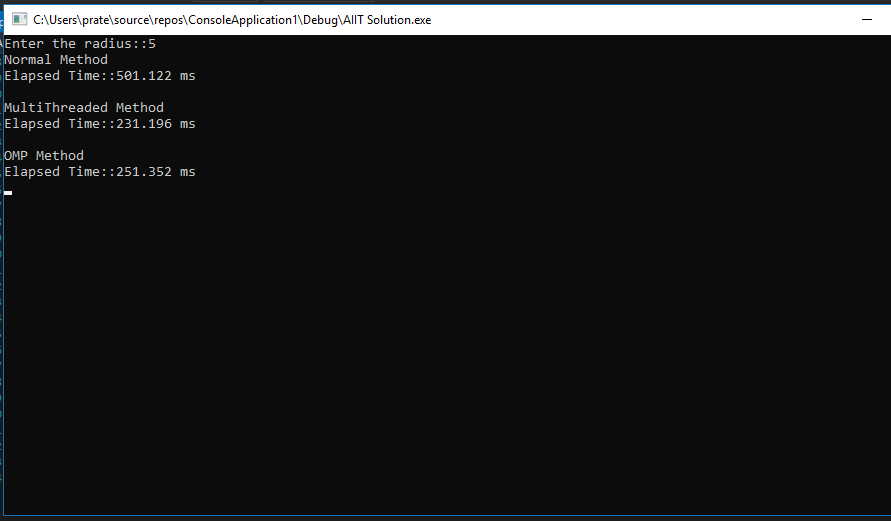 C:\Users\prate\source\repos\ConsoleApplication1\Debug\AIIT Solution.exe
Enter the radius::5
Normal Method
Elapsed Time::501.122 ms
MultiThreaded Method
Elapsed Time::231.196 ms
OMP Method
Elapsed Time::251.352 ms